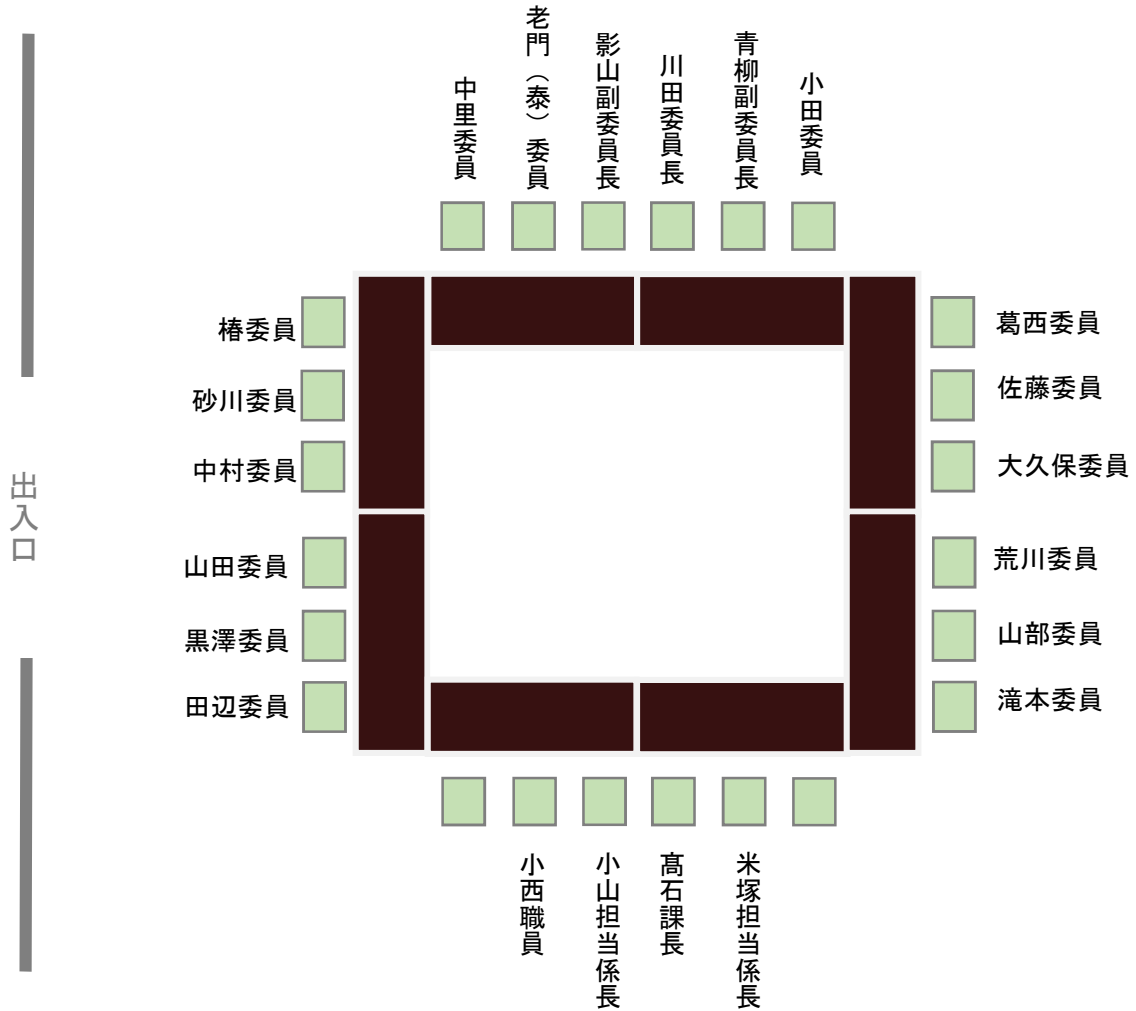 中里委員
老門（泰）委員
影山副委員長
川田委員長
青柳副委員長
小田委員
椿委員
砂川委員
中村委員
山田委員
黒澤委員
田辺委員
葛西委員
佐藤委員
大久保委員
荒川委員
山部委員
滝本委員
出入口
小西職員
小山担当係長
髙石課長
米塚担当係長